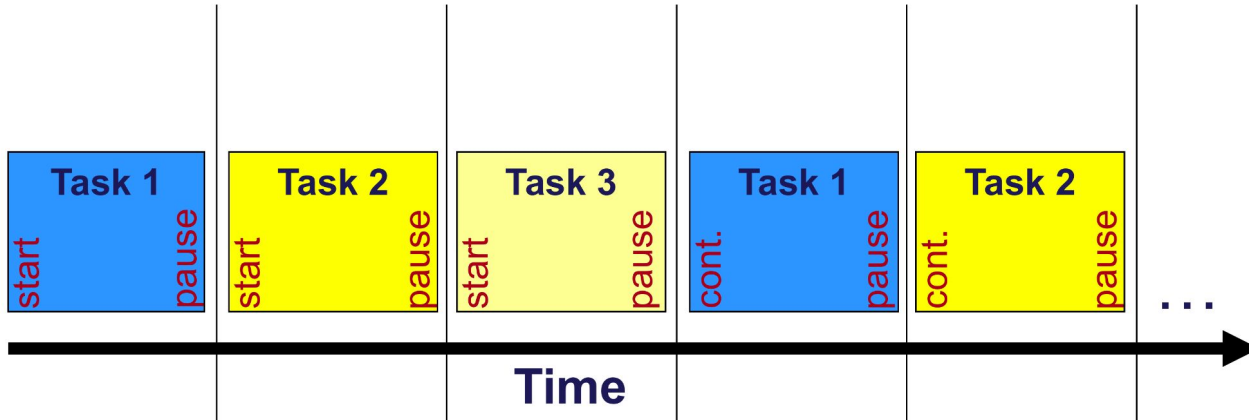 Task 1
start
pause
Task 2
start
pause
Task 3
start
pause
Task 1
cont.
pause
Task 2
cont.
pause
...
Time